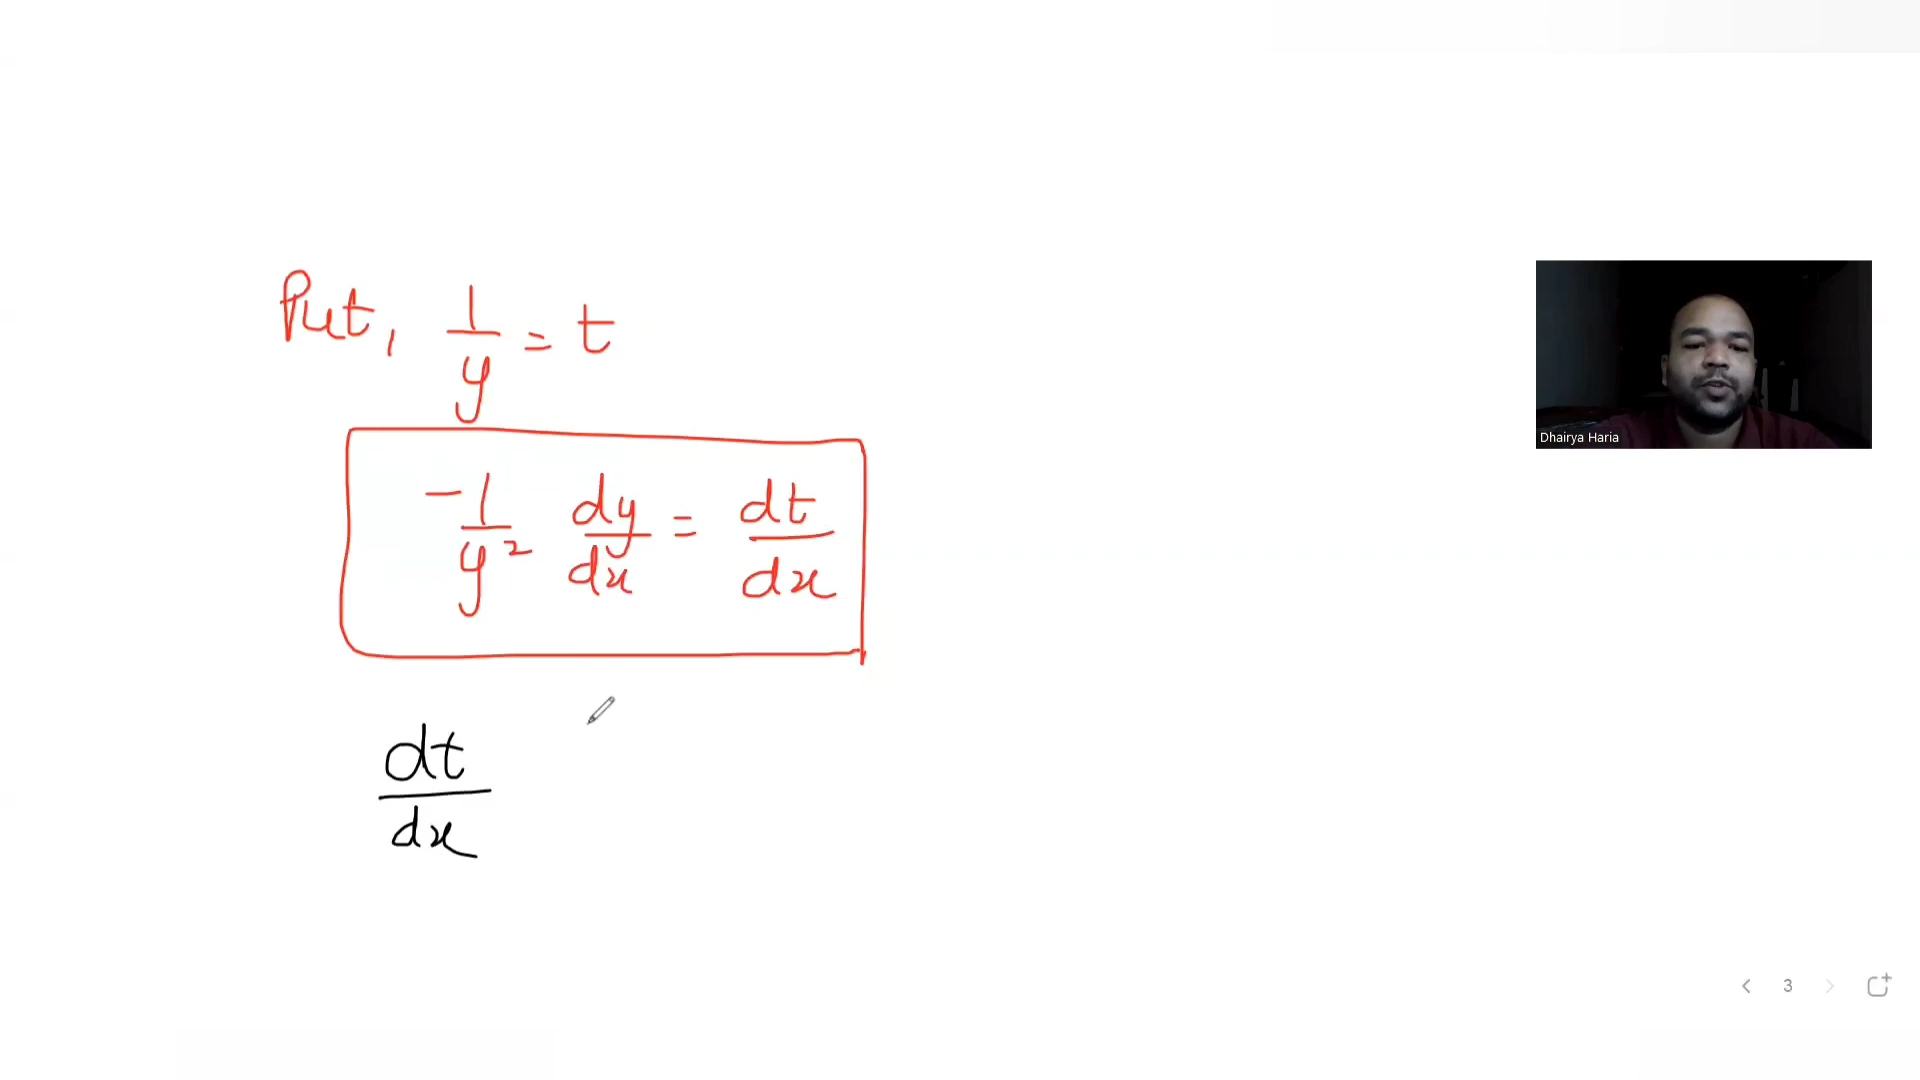 Put, 1/y = t
-1/y² dy/dx = dt/dx
dt/dx
Dhairya Haria
3